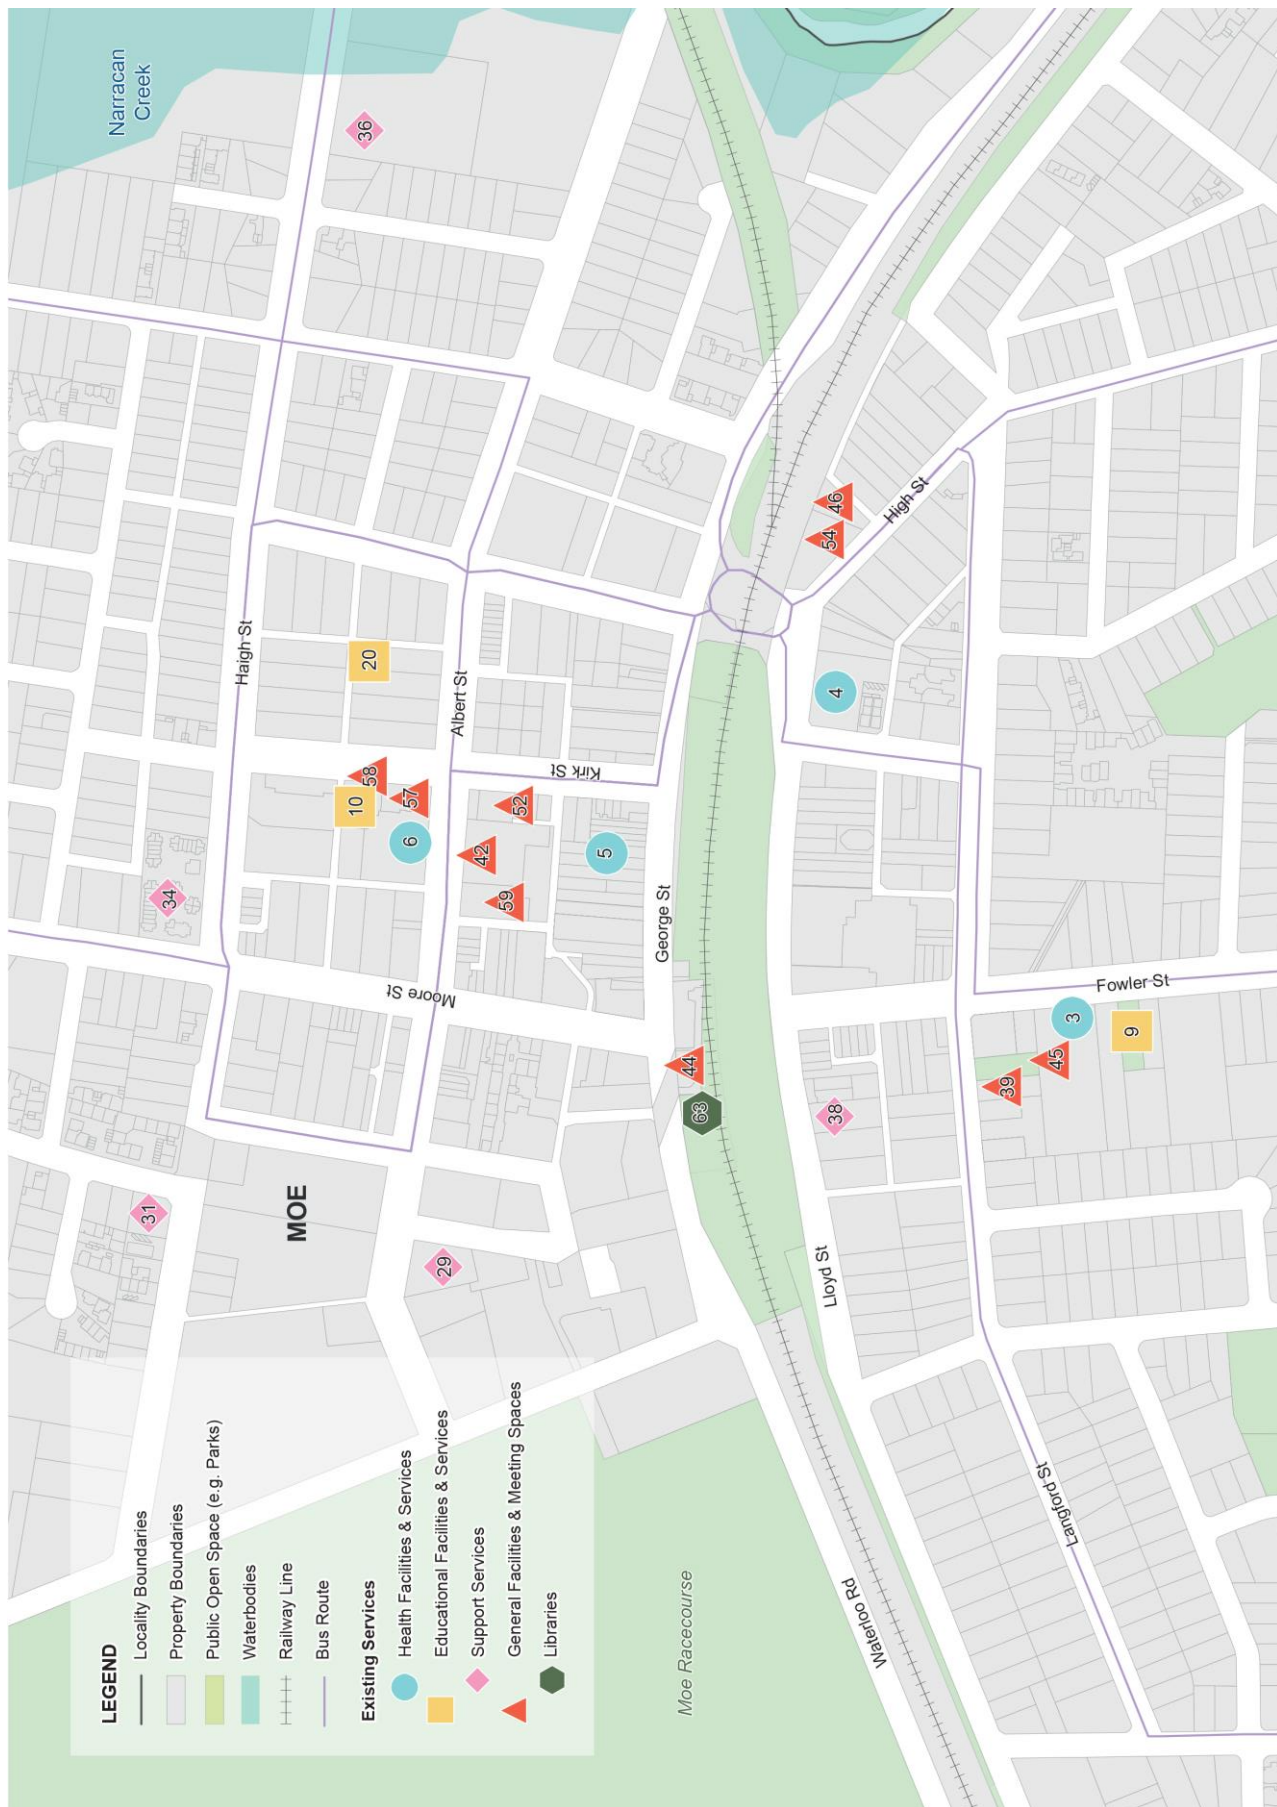 Narracan
Creek
36
Haigh St
34
31
MOE
20
58
10
57
6
Albert St
Kirk St
52
42
59
5
Moore St
29
George St
44
63
46
54
High St
4
38
Lloyd St
Fowler St
3
9
45
39
Langford St
Waterloo Rd
Moe Racecourse
LEGEND
Locality Boundaries
Property Boundaries
Public Open Space (e.g. Parks)
Waterbodies
Railway Line
Bus Route
Existing Services
Health Facilities & Services
Educational Facilities & Services
Support Services
General Facilities & Meeting Spaces
Libraries